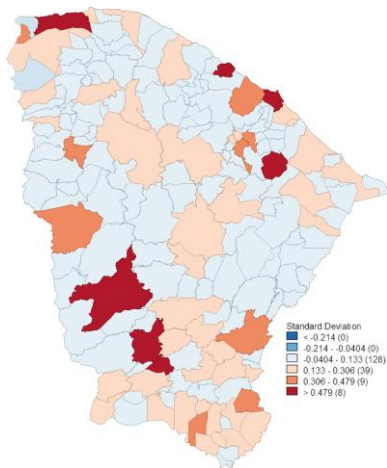 Standard Deviation
< -0.214 (0)
-0.214 - -0.0404 (0)
-0.0404 - 0.133 (128)
0.133 - 0.306 (39)
0.306 - 0.479 (9)
> 0.479 (8)